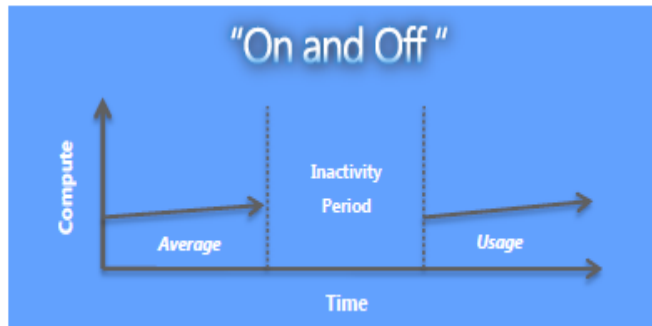 "On and Off "
Compute
Inactivity
Period
Average
Usage
Time